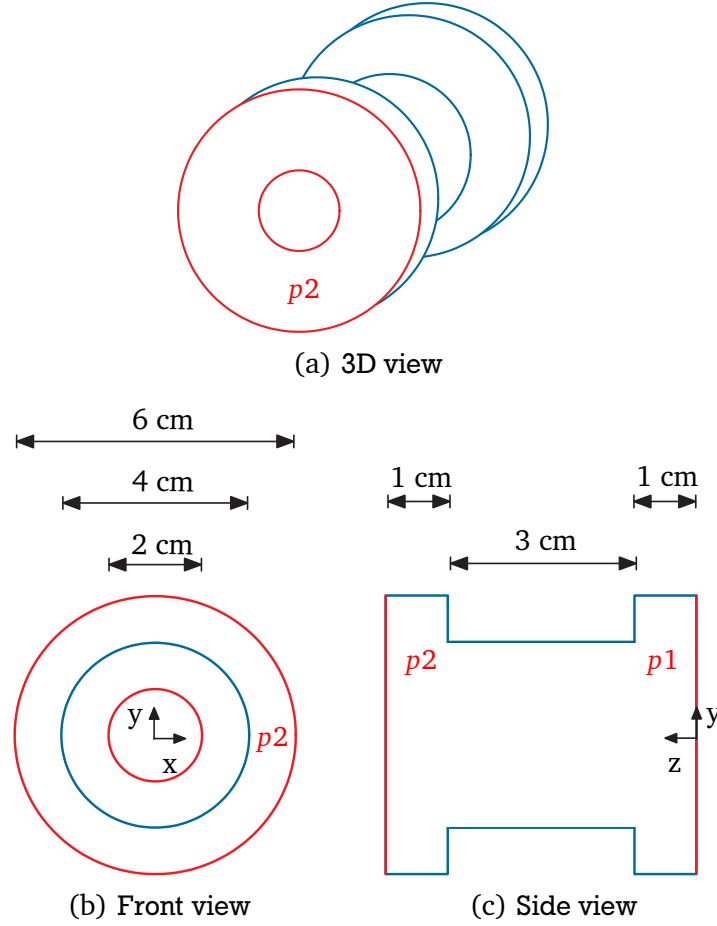 p2
(a) 3D view
6 cm
4 cm
2 cm
y
x
p2
(b) Front view
1 cm
1 cm
3 cm
p2
p1
y
z
(c) Side view